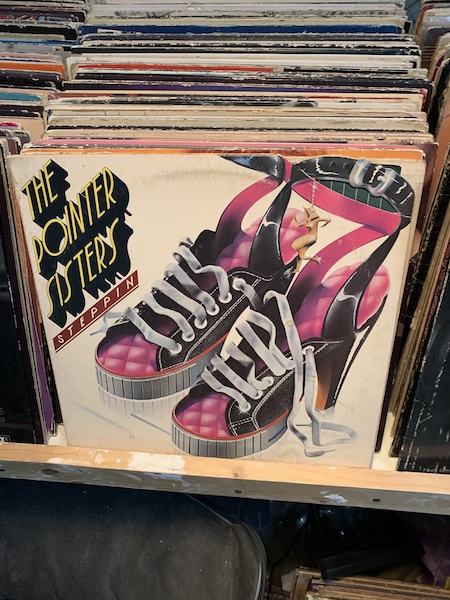 THE
POINTER
SISTERS
STEPPIN